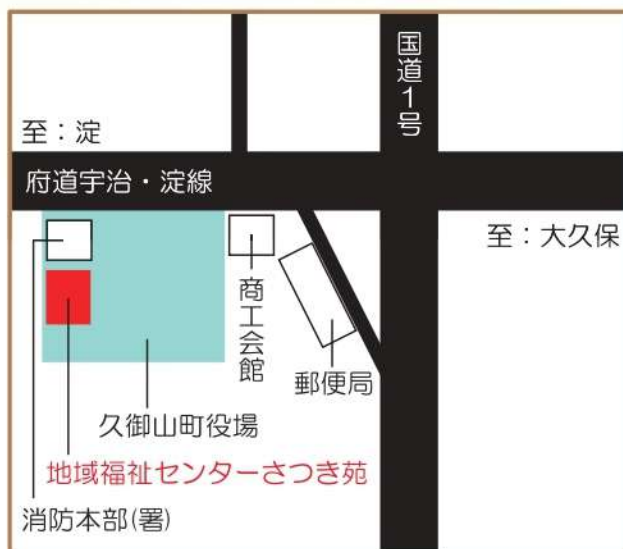 国道1号
至:淀
府道宇治・淀線
至:大久保
商工会館
郵便局
久御山町役場
地域福祉センターさつき苑
消防本部(署)